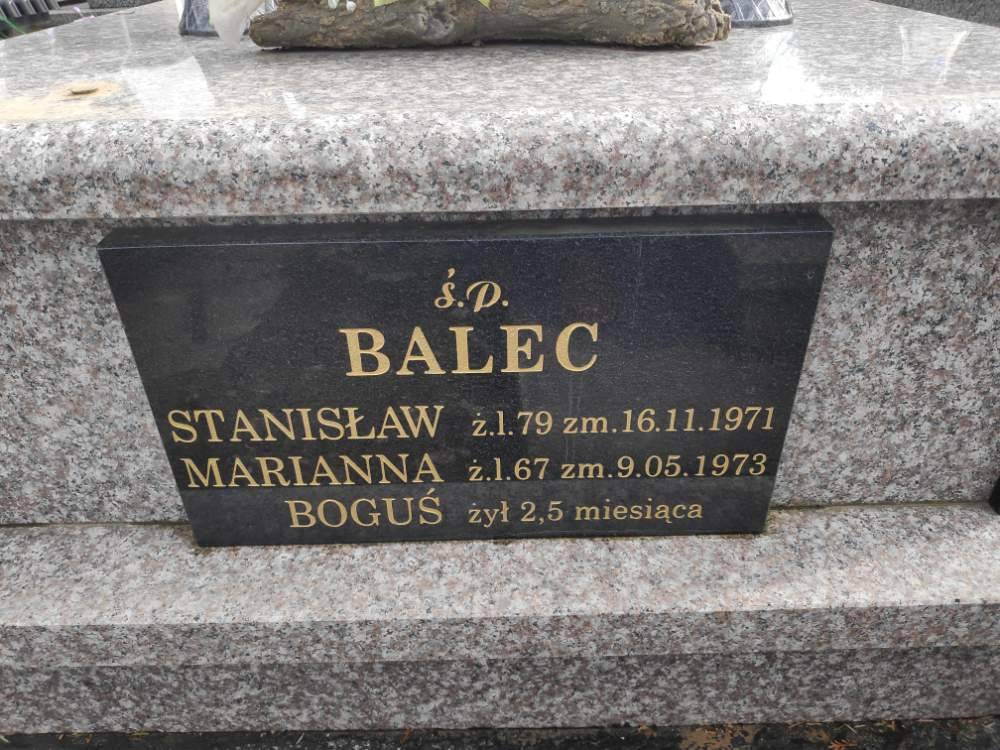 ś.p.
BALEC
STANISŁAW ż.l.79 zm.16.11.1971
MARIANNA ż.l.67 zm.9.05.1973
BOGUŚ żył 2,5 miesiąca